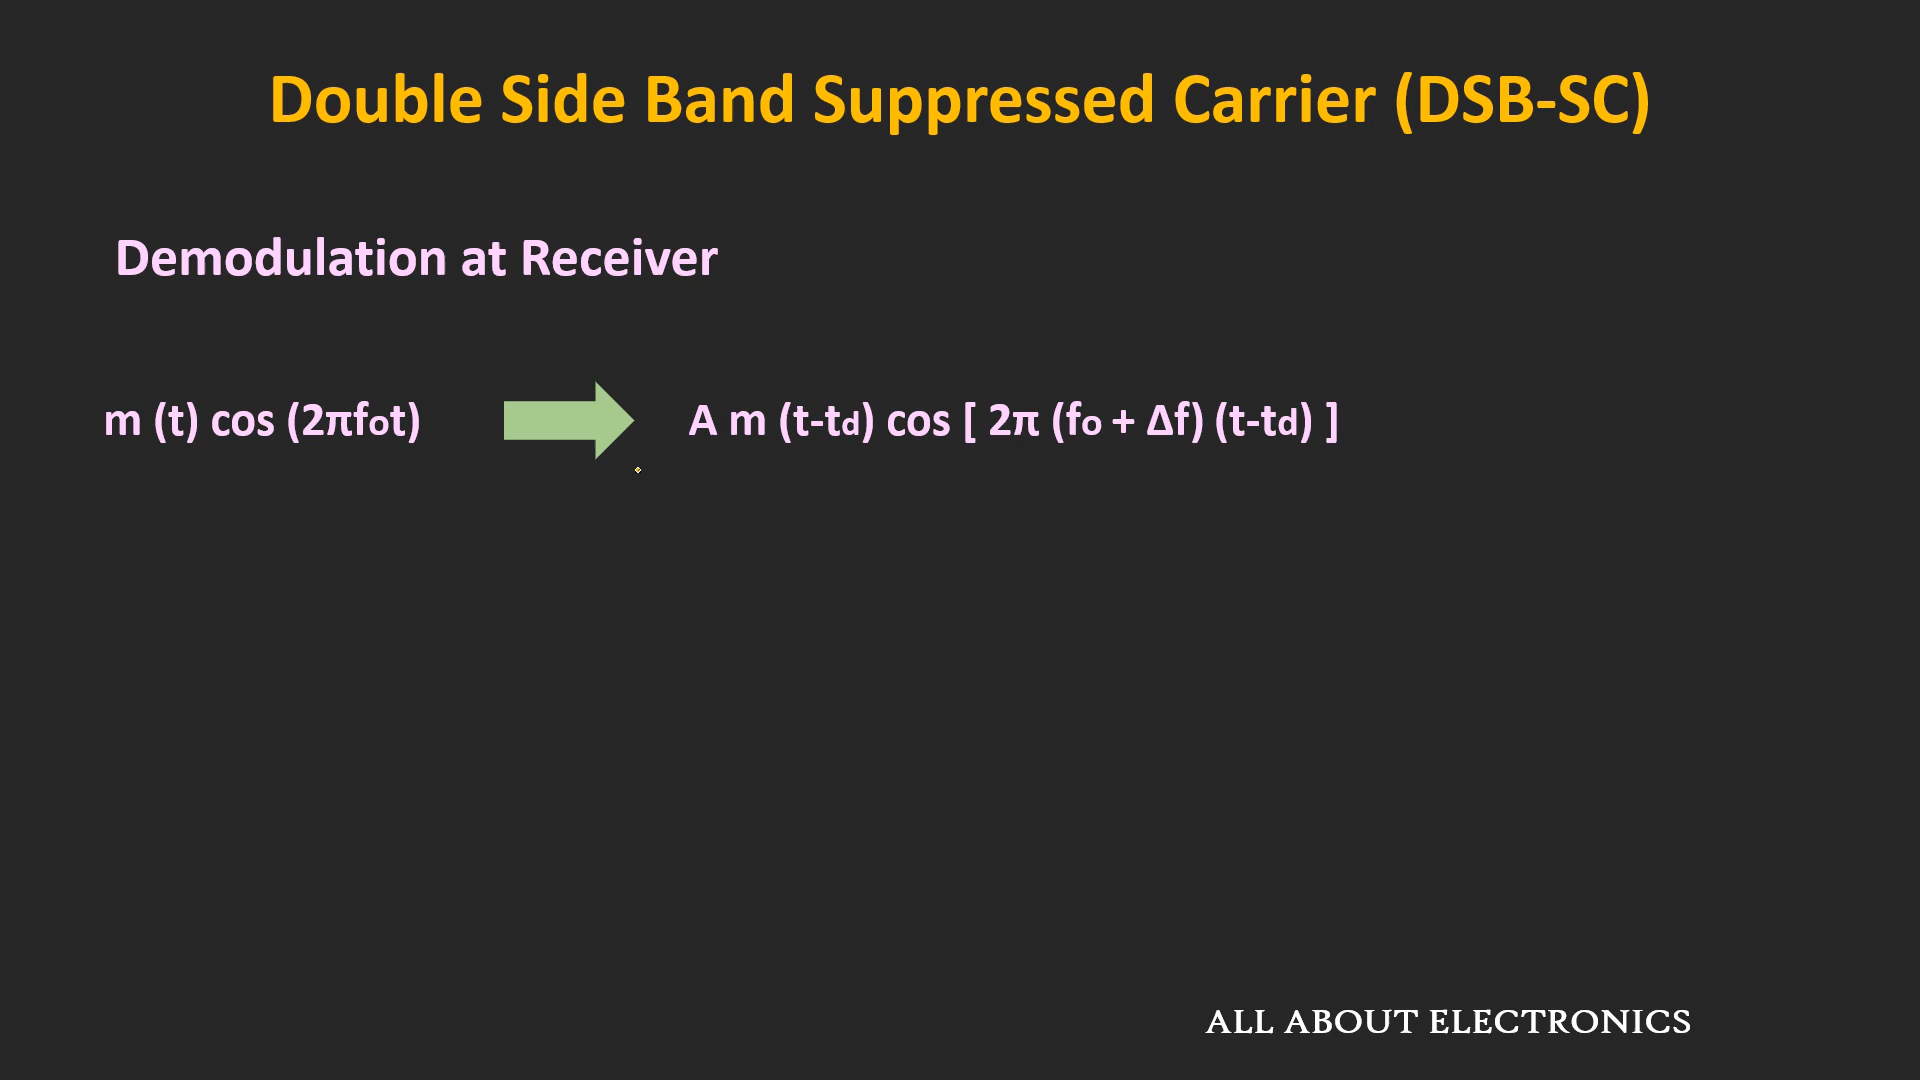 Double Side Band Suppressed Carrier (DSB-SC)
Demodulation at Receiver
m (t) cos (2πfot) A m (t-td) cos [ 2π (fo + Δf) (t-td) ]
ALL ABOUT ELECTRONICS